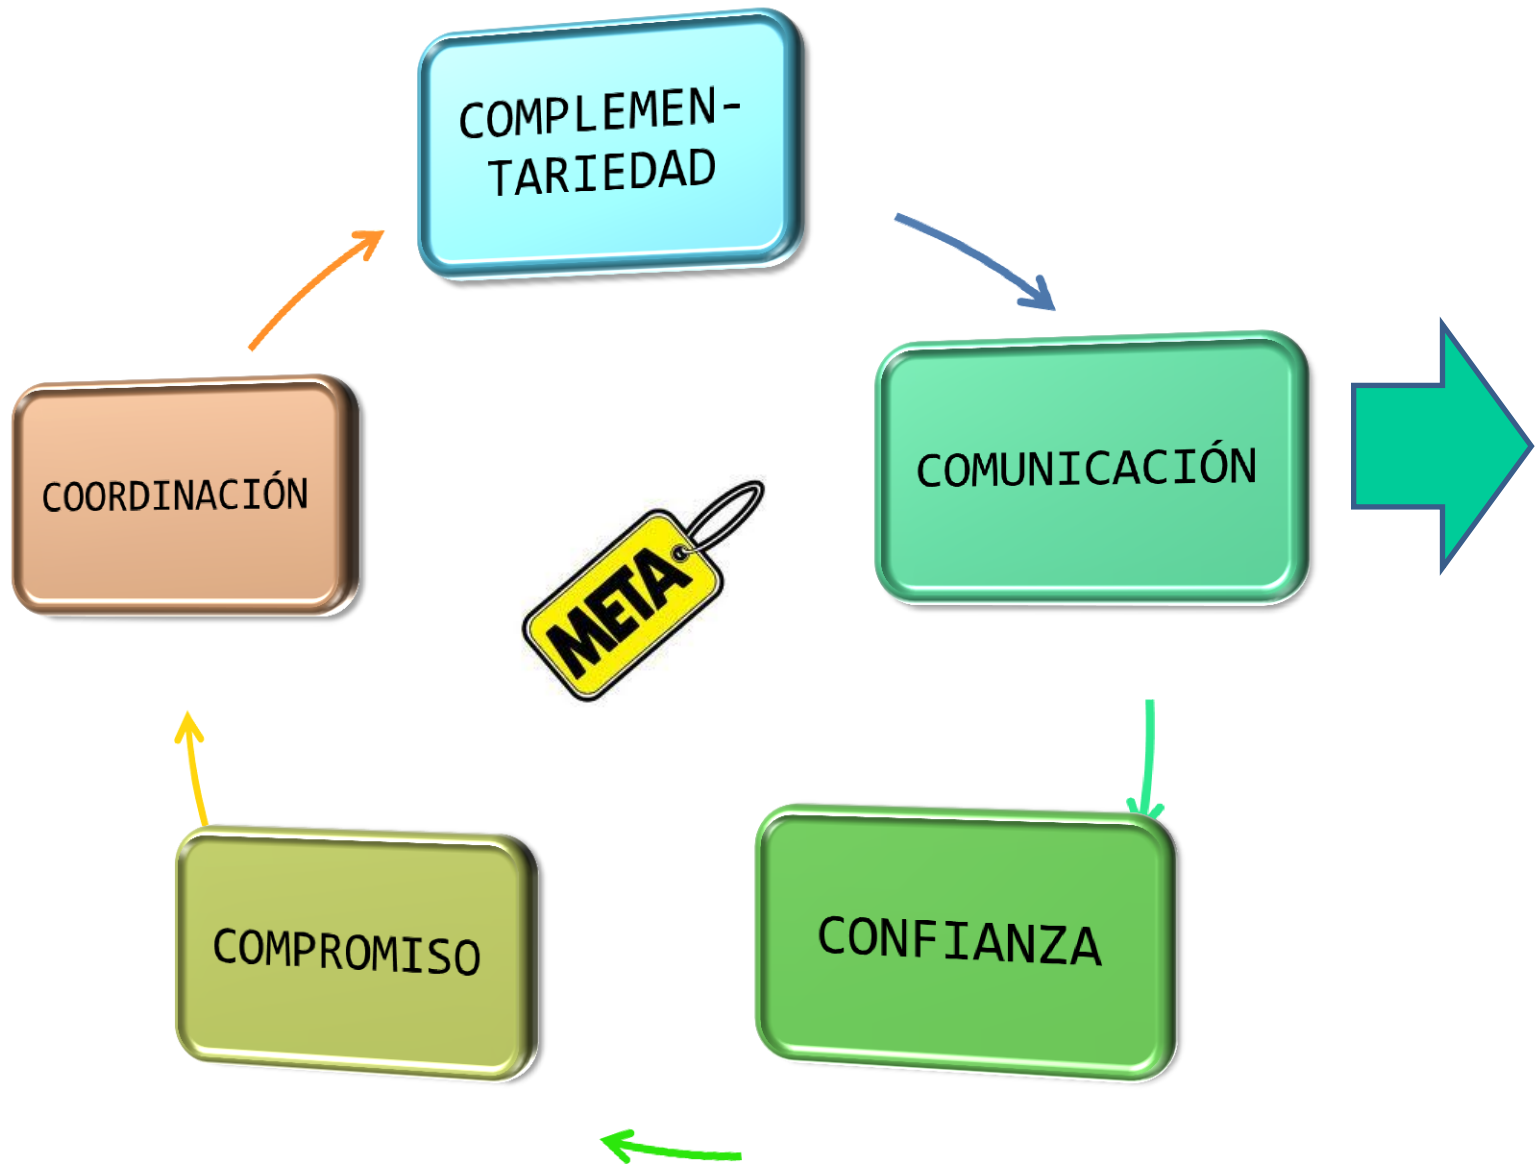 COMPLEMEN-
TARIEDAD
COMUNICACIÓN
CONFIANZA
COMPROMISO
COORDINACIÓN
META